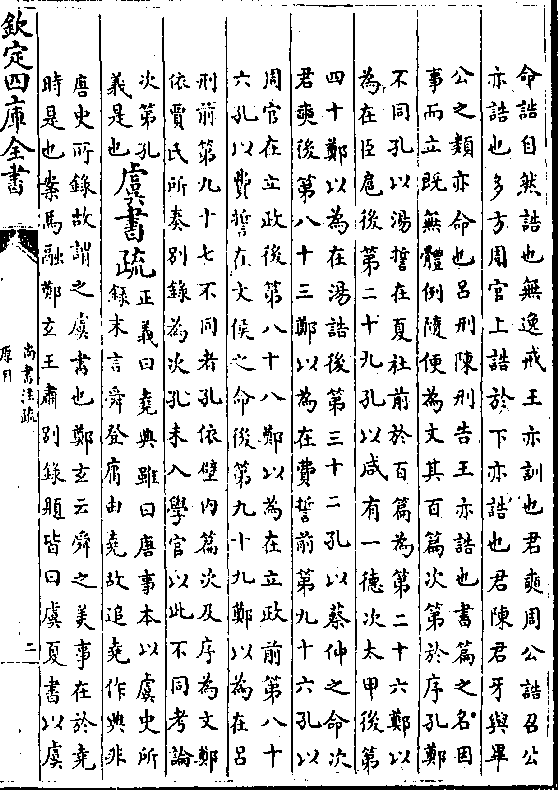 命誥自然誥也無逸戒王亦訓也君奭周公誥召公
亦誥也多方周官上誥於下亦誥也君陳君牙與畢
公之類亦命也呂刑陳刑告王亦誥也書篇之名因
事而立既無體例隨便為文其百篇次第於序孔鄭
不同孔以湯誓在夏社前於百篇為第二十六鄭以
為在臣扈後第二十九孔以咸有一德次太甲後第
四十鄭以為在湯誥後第三十二孔以蔡仲之命次
君奭後第八十三鄭以為在費誓前第九十六孔以
周官在立政後第八十八鄭以為在立政前第八十
六孔以費誓在文侯之命後第九十九鄭以為在呂
刑前第九十七不同者孔依壁内篇次及序為文鄭
依賈氏所奏别錄為次孔未入學官以此不同考論
次第孔
義是也
虞書疏
正義曰堯典雖曰唐事本以虞史所
錄末言舜登庸由堯故追堯作典非
唐史所錄故謂之虞書也鄭玄云舜之美事在於堯
時是也案馬融鄭玄王肅别錄題皆曰虞夏書以虞
欽定四庫全書
尚書注疏
原目
二